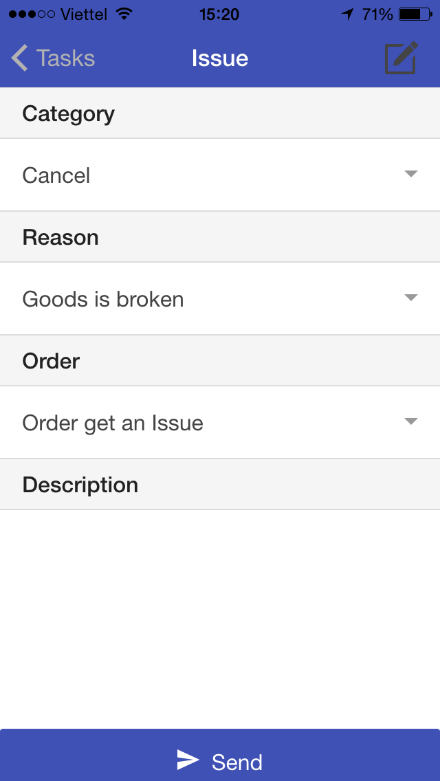 Viettel 15:20 71%
Tasks Issue
Category
Cancel
Reason
Goods is broken
Order
Order get an Issue
Description
Send